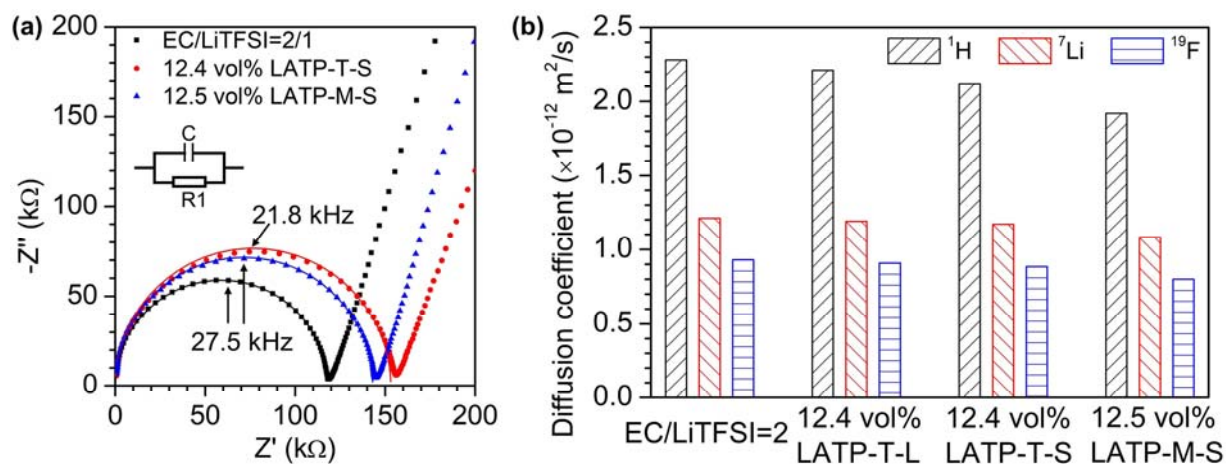 (a)
EC/LiTFSI=2/1
12.4 vol% LATP-T-S
12.5 vol% LATP-M-S
C
R1
21.8 kHz
27.5 kHz
200
150
100
50
0
-Z'' (kΩ)
0 50 100 150 200
Z' (kΩ)
(b)
¹H ⁷Li ¹⁹F
2.5
2.0
1.5
1.0
0.5
0.0
Diffusion coefficient (×10⁻¹² m²/s)
EC/LiTFSI=2
12.4 vol%
LATP-T-L
12.4 vol%
LATP-T-S
12.5 vol%
LATP-M-S